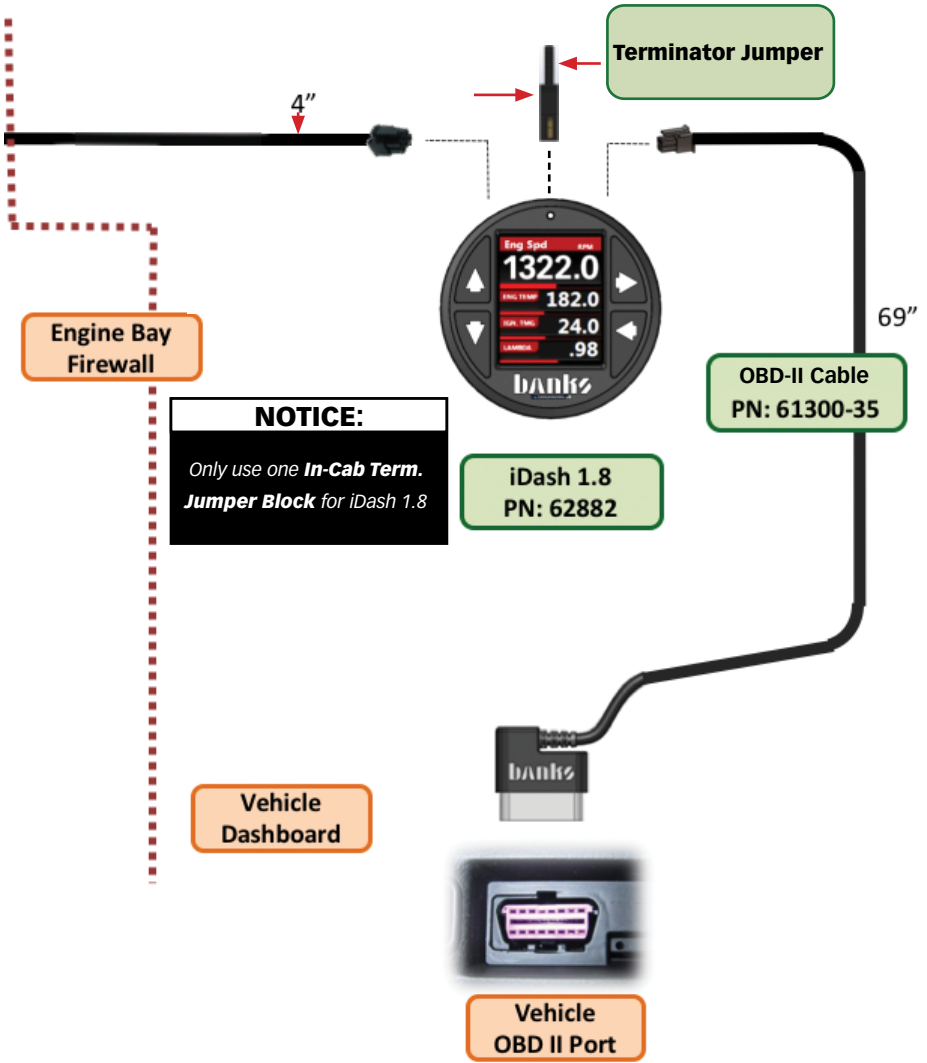 Terminator Jumper
4”
Eng Spd RPM
1322.0
ENG TEMP 182.0
IGN. TMG 24.0
LAMBDA .98
banks
69”
Engine Bay
Firewall
OBD-II Cable
PN: 61300-35
NOTICE:
Only use one In-Cab Term.
Jumper Block for iDash 1.8
iDash 1.8
PN: 62882
banks
Vehicle
Dashboard
Vehicle
OBD II Port